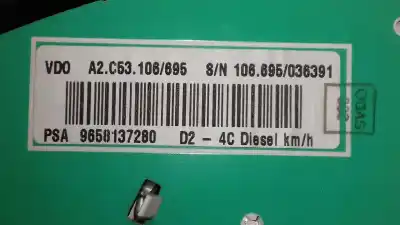 VDO A2.C53.106/695 S/N 106.695/036391
PSA 9658137280 D2 - 4C Diesel km/h